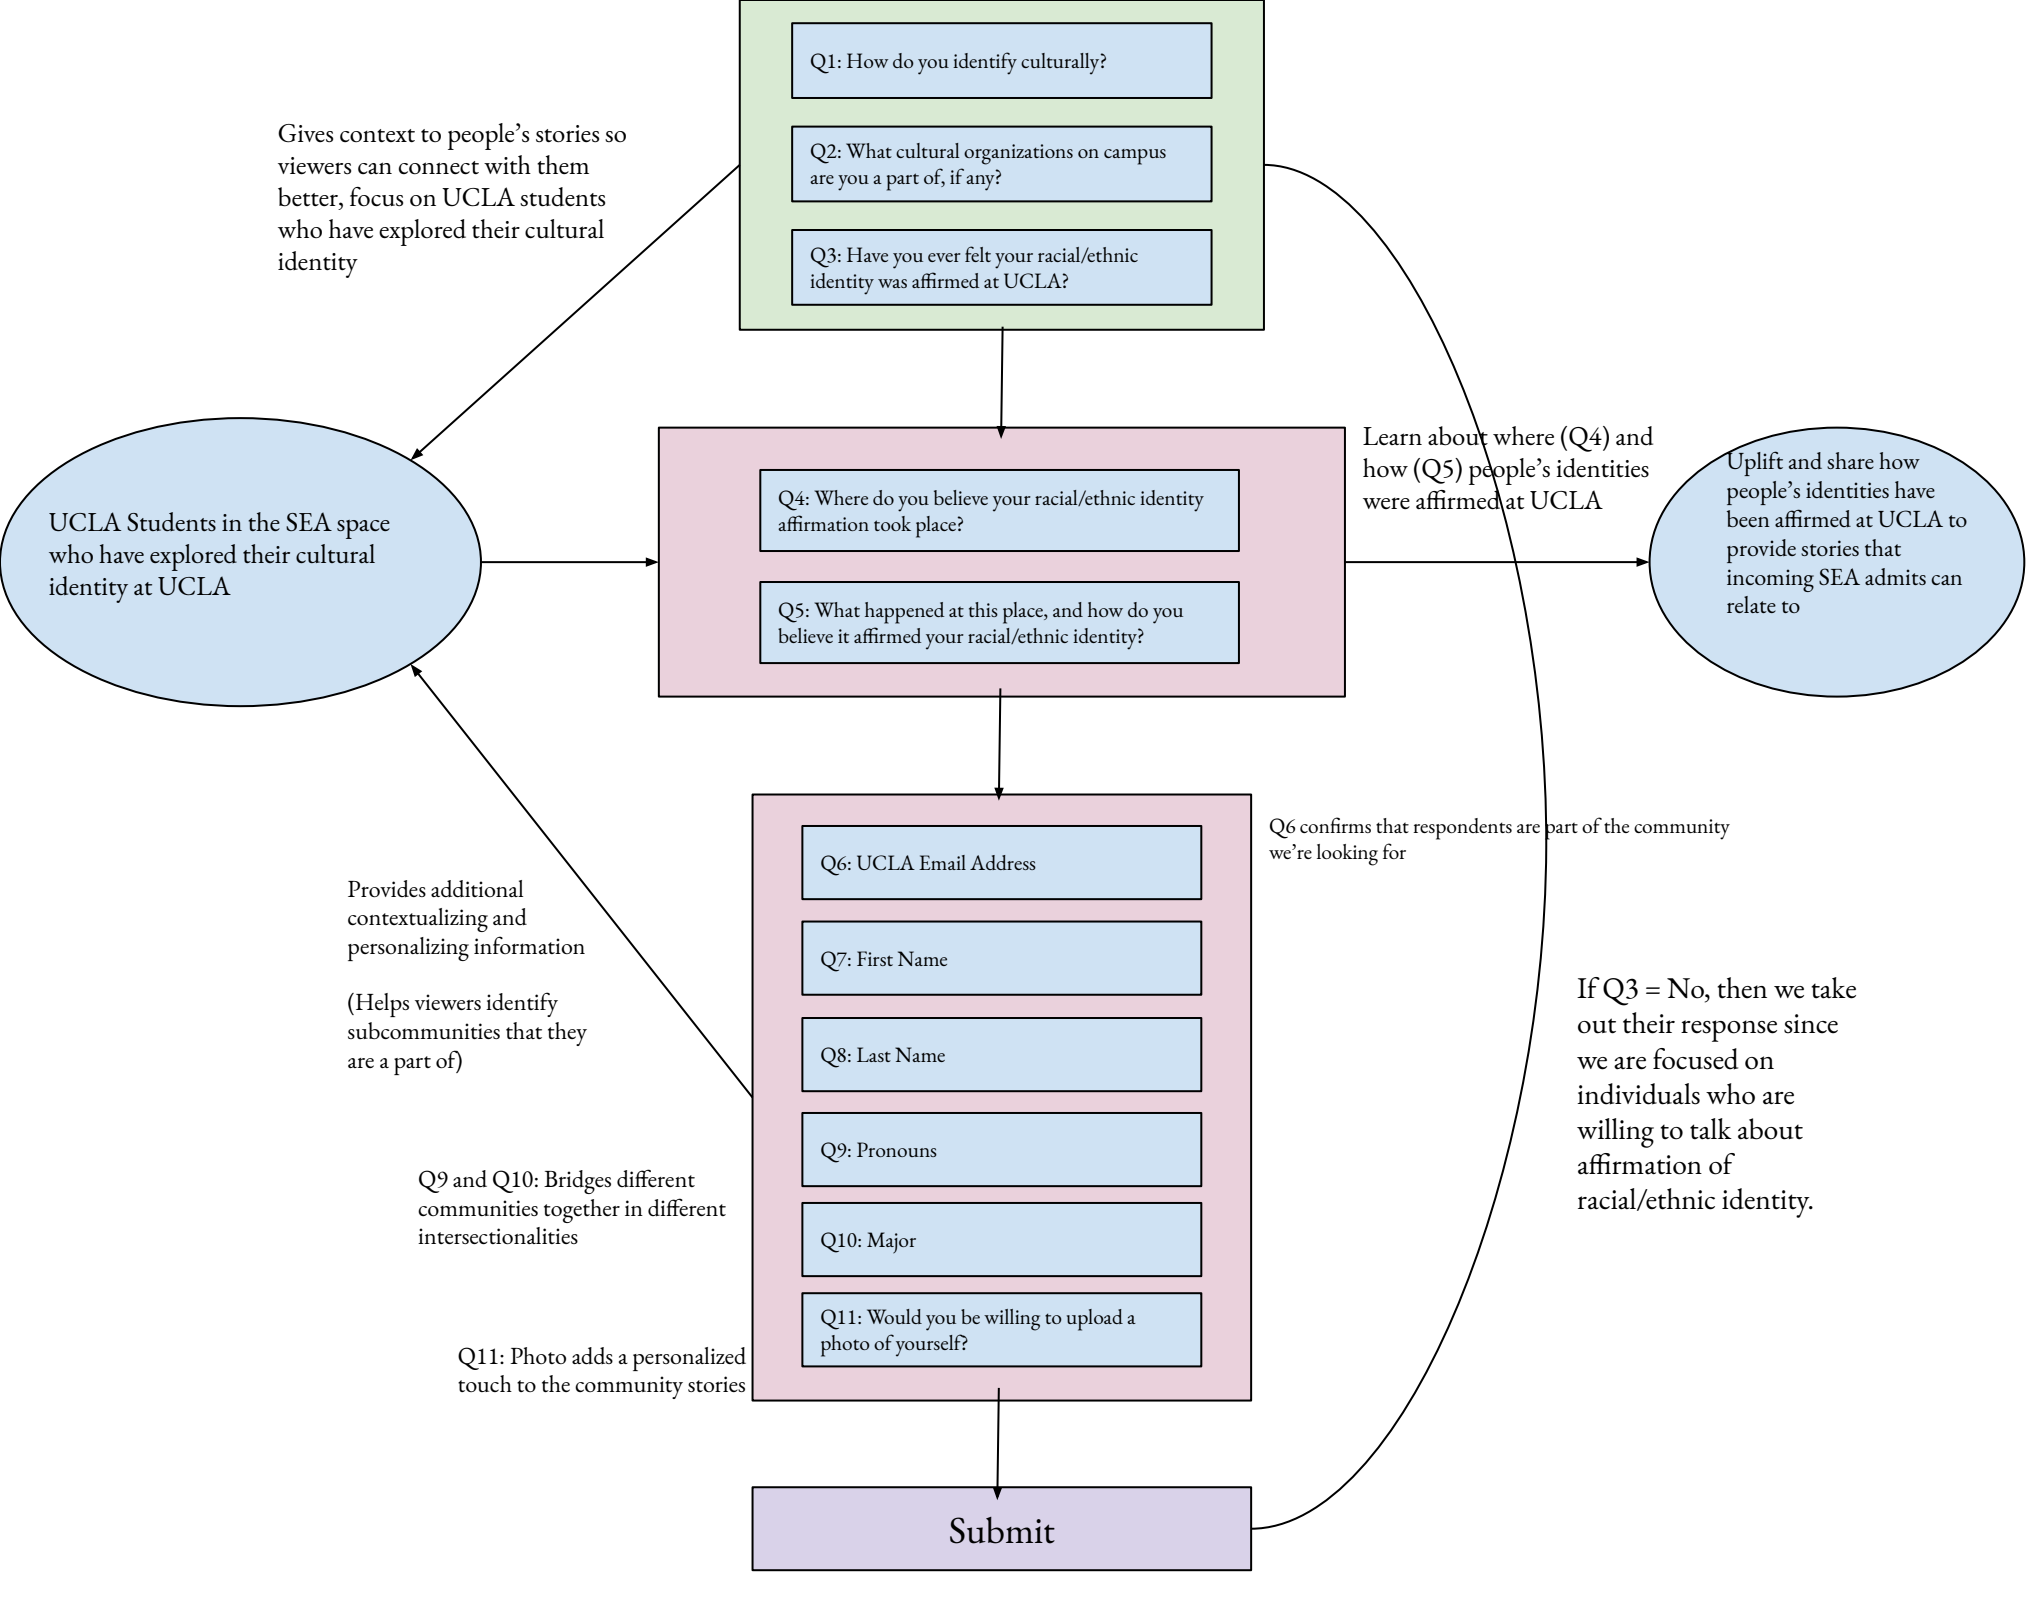 Q1: How do you identify culturally?
Q2: What cultural organizations on campus
are you a part of, if any?
Q3: Have you ever felt your racial/ethnic
identity was affirmed at UCLA?
Gives context to people’s stories so
viewers can connect with them
better, focus on UCLA students
who have explored their cultural
identity
UCLA Students in the SEA space
who have explored their cultural
identity at UCLA
Q4: Where do you believe your racial/ethnic identity
affirmation took place?
Q5: What happened at this place, and how do you
believe it affirmed your racial/ethnic identity?
Learn about where (Q4) and
how (Q5) people’s identities
were affirmed at UCLA
Uplift and share how
people’s identities have
been affirmed at UCLA to
provide stories that
incoming SEA admits can
relate to
Q6: UCLA Email Address
Q7: First Name
Q8: Last Name
Q9: Pronouns
Q10: Major
Q11: Would you be willing to upload a
photo of yourself?
Q6 confirms that respondents are part of the community
we’re looking for
Provides additional
contextualizing and
personalizing information
(Helps viewers identify
subcommunities that they
are a part of)
Q9 and Q10: Bridges different
communities together in different
intersectionalities
Q11: Photo adds a personalized
touch to the community stories
If Q3 = No, then we take
out their response since
we are focused on
individuals who are
willing to talk about
affirmation of
racial/ethnic identity.
Submit